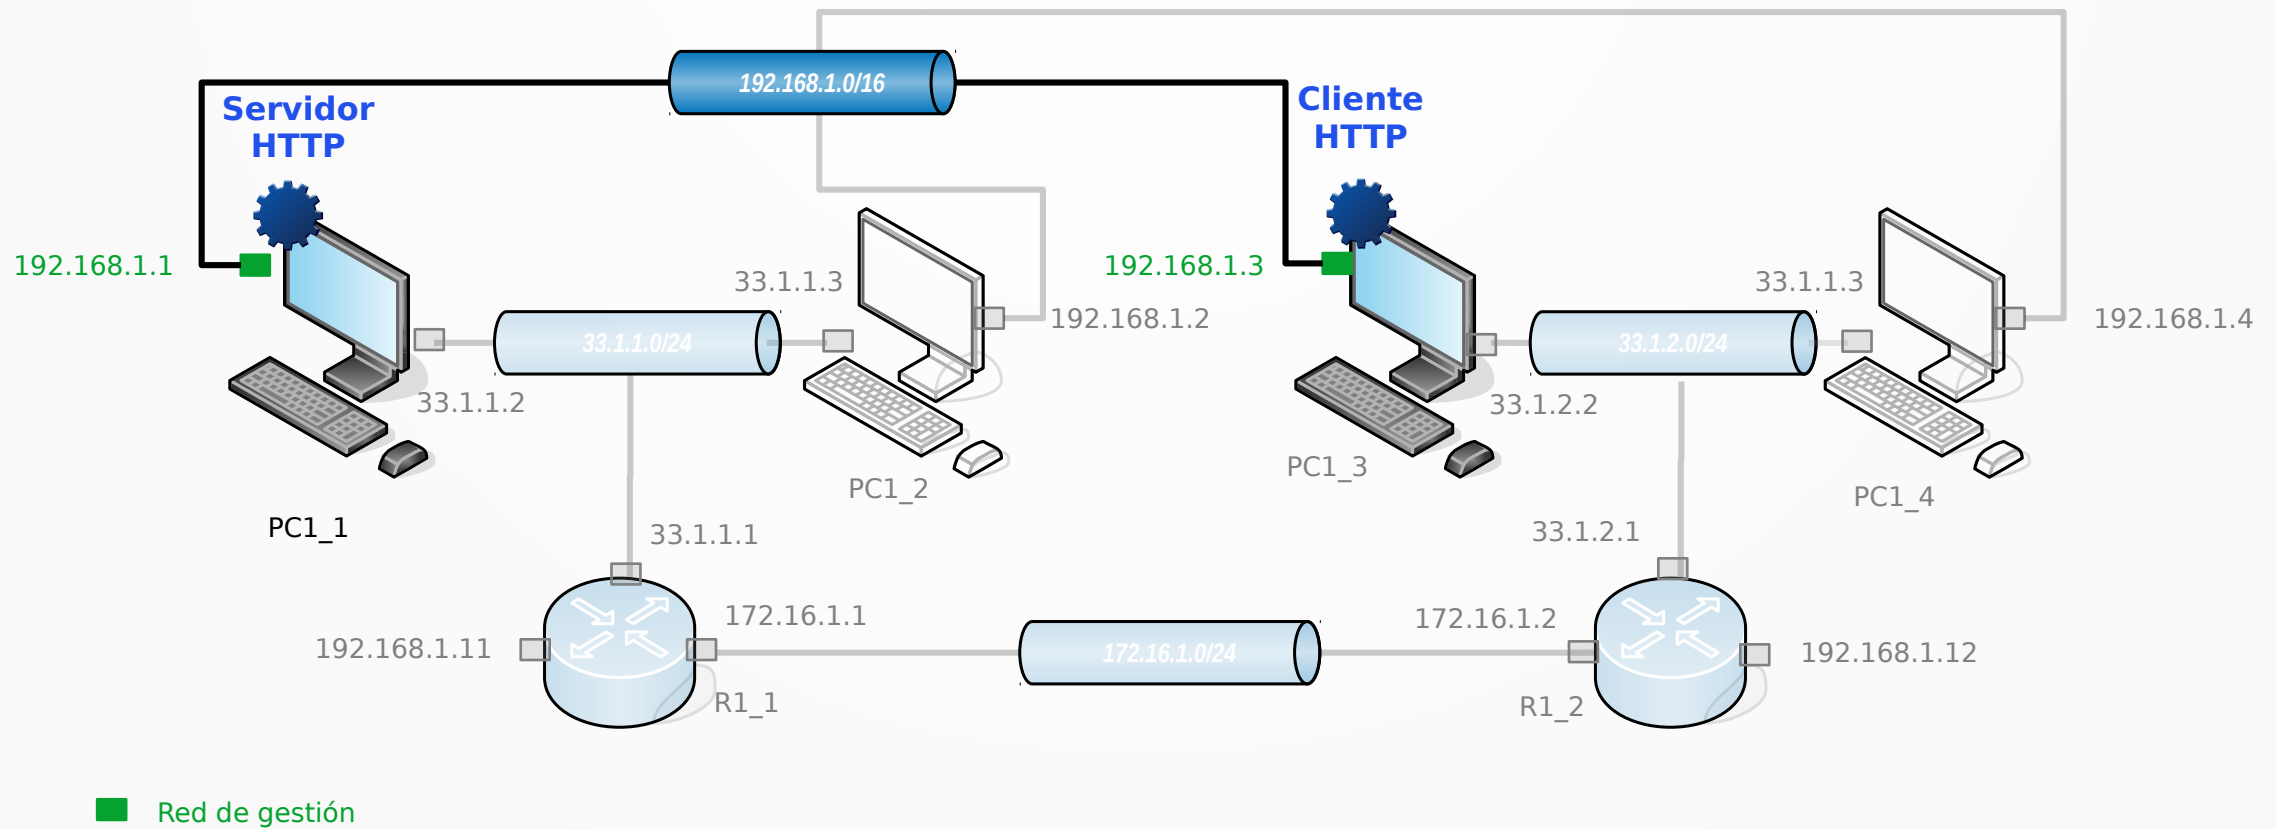 192.168.1.0/16
Servidor
HTTP
Cliente
HTTP
192.168.1.1
192.168.1.3
33.1.1.3
33.1.1.3
192.168.1.2
192.168.1.4
33.1.1.0/24
33.1.2.0/24
33.1.1.2
33.1.2.2
PC1_3
PC1_2
PC1_4
PC1_1
33.1.1.1
33.1.2.1
172.16.1.1
172.16.1.2
192.168.1.11
172.16.1.0/24
192.168.1.12
R1_1
R1_2
Red de gestión